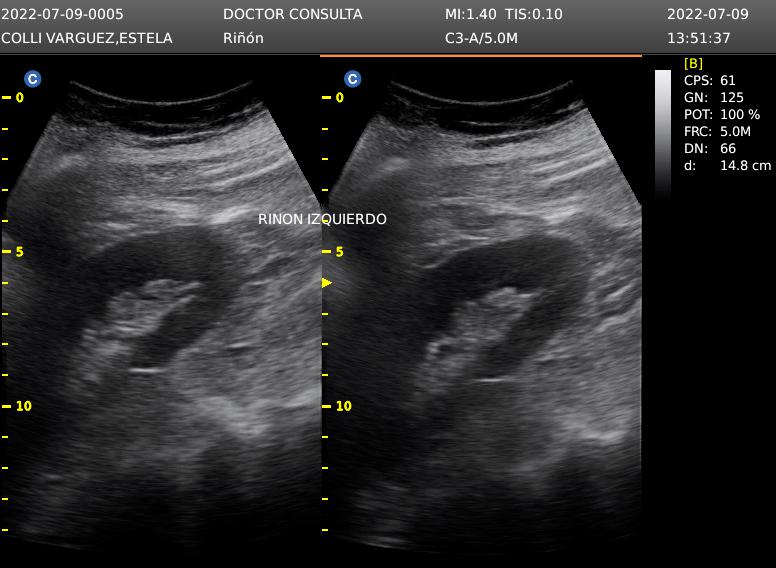 2022-07-09-0005 DOCTOR CONSULTA MI:1.40 TIS:0.10 2022-07-09
COLLI VARGUEZ,ESTELA Riñón C3-A/5.0M 13:51:37
[B]
C C
CPS: 61
0 0
GN: 125
POT: 100 %
FRC: 5.0M
DN: 66
d: 14.8 cm
RINON IZQUIERDO
5 5
10 10